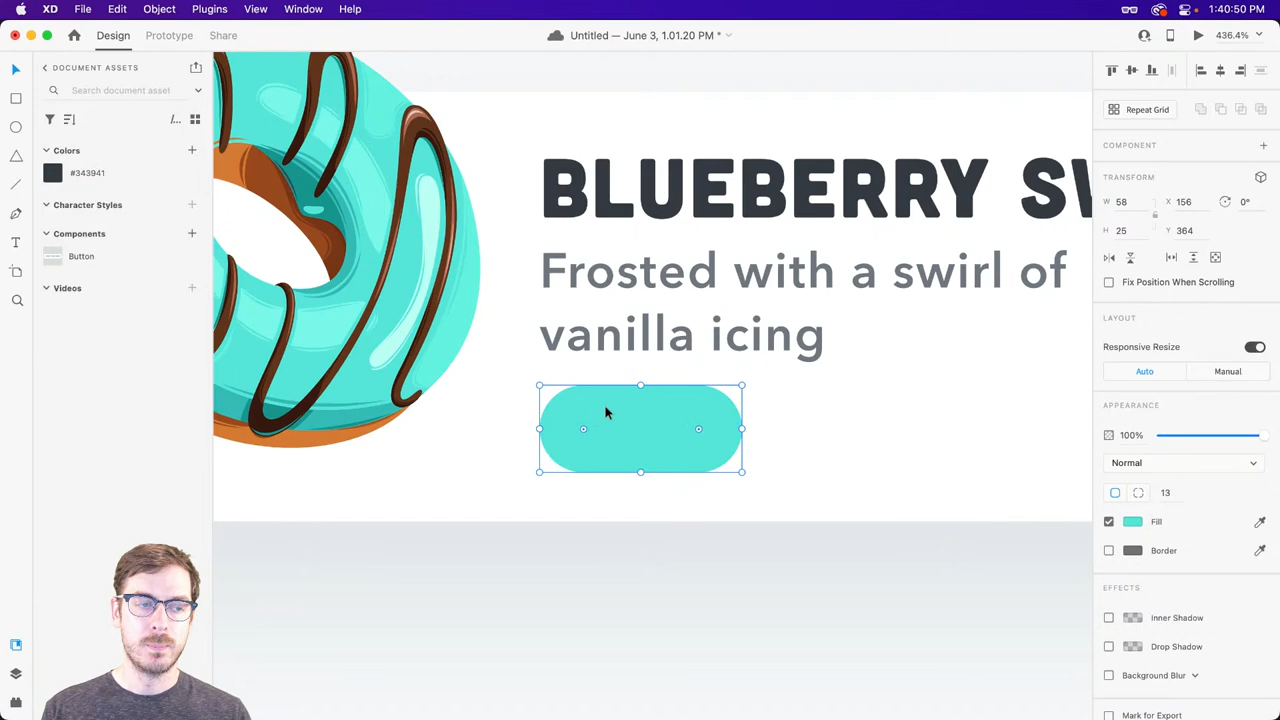 XD File Edit Object Plugins View Window Help 1:40:50 PM
Design Prototype Share Untitled — June 3, 1.01.20 PM * 436.4%
DOCUMENT ASSETS
Search document asset
Colors
#343941
Character Styles
Components
Button
Videos
BLUEBERRY SW
Frosted with a swirl of
vanilla icing
Repeat Grid
COMPONENT
TRANSFORM
W 58 X 156 0°
H 25 Y 364
Fix Position When Scrolling
LAYOUT
Responsive Resize
Auto Manual
APPEARANCE
100%
Normal
13
Fill
Border
EFFECTS
Inner Shadow
Drop Shadow
Background Blur
Mark for Export